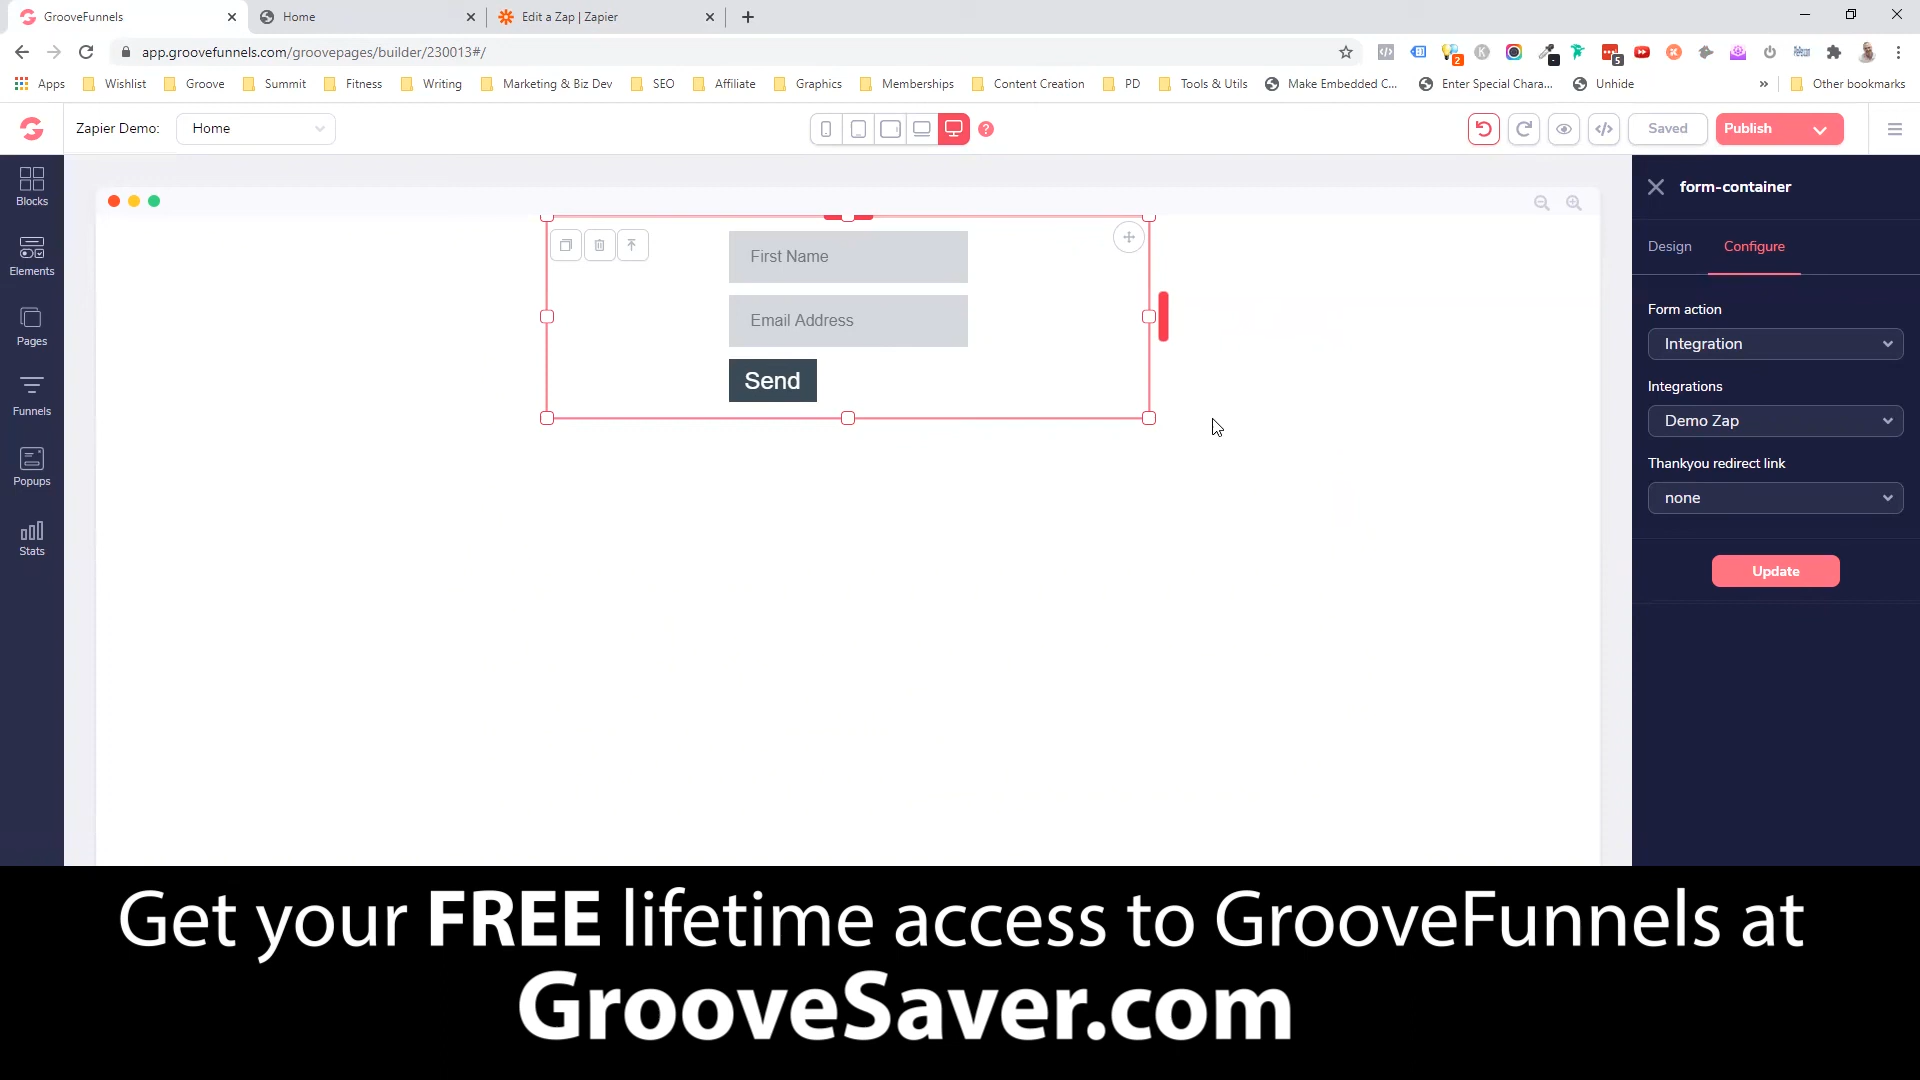 GrooveFunnels
Home
Edit a Zap | Zapier
app.groovefunnels.com/groovepages/builder/230013#/
2
5
Apps
Wishlist
Groove
Summit
Fitness
Writing
Marketing & Biz Dev
SEO
Affiliate
Graphics
Memberships
Content Creation
PD
Tools & Utils
Make Embedded C...
Enter Special Chara...
Unhide
»
Other bookmarks
Zapier Demo:
Home
?
Saved
Publish
Blocks
Elements
Pages
Funnels
Popups
Stats
First Name
Email Address
Send
form-container
Design
Configure
Form action
Integration
Integrations
Demo Zap
Thankyou redirect link
none
Update
Get your FREE lifetime access to GrooveFunnels at
GrooveSaver.com